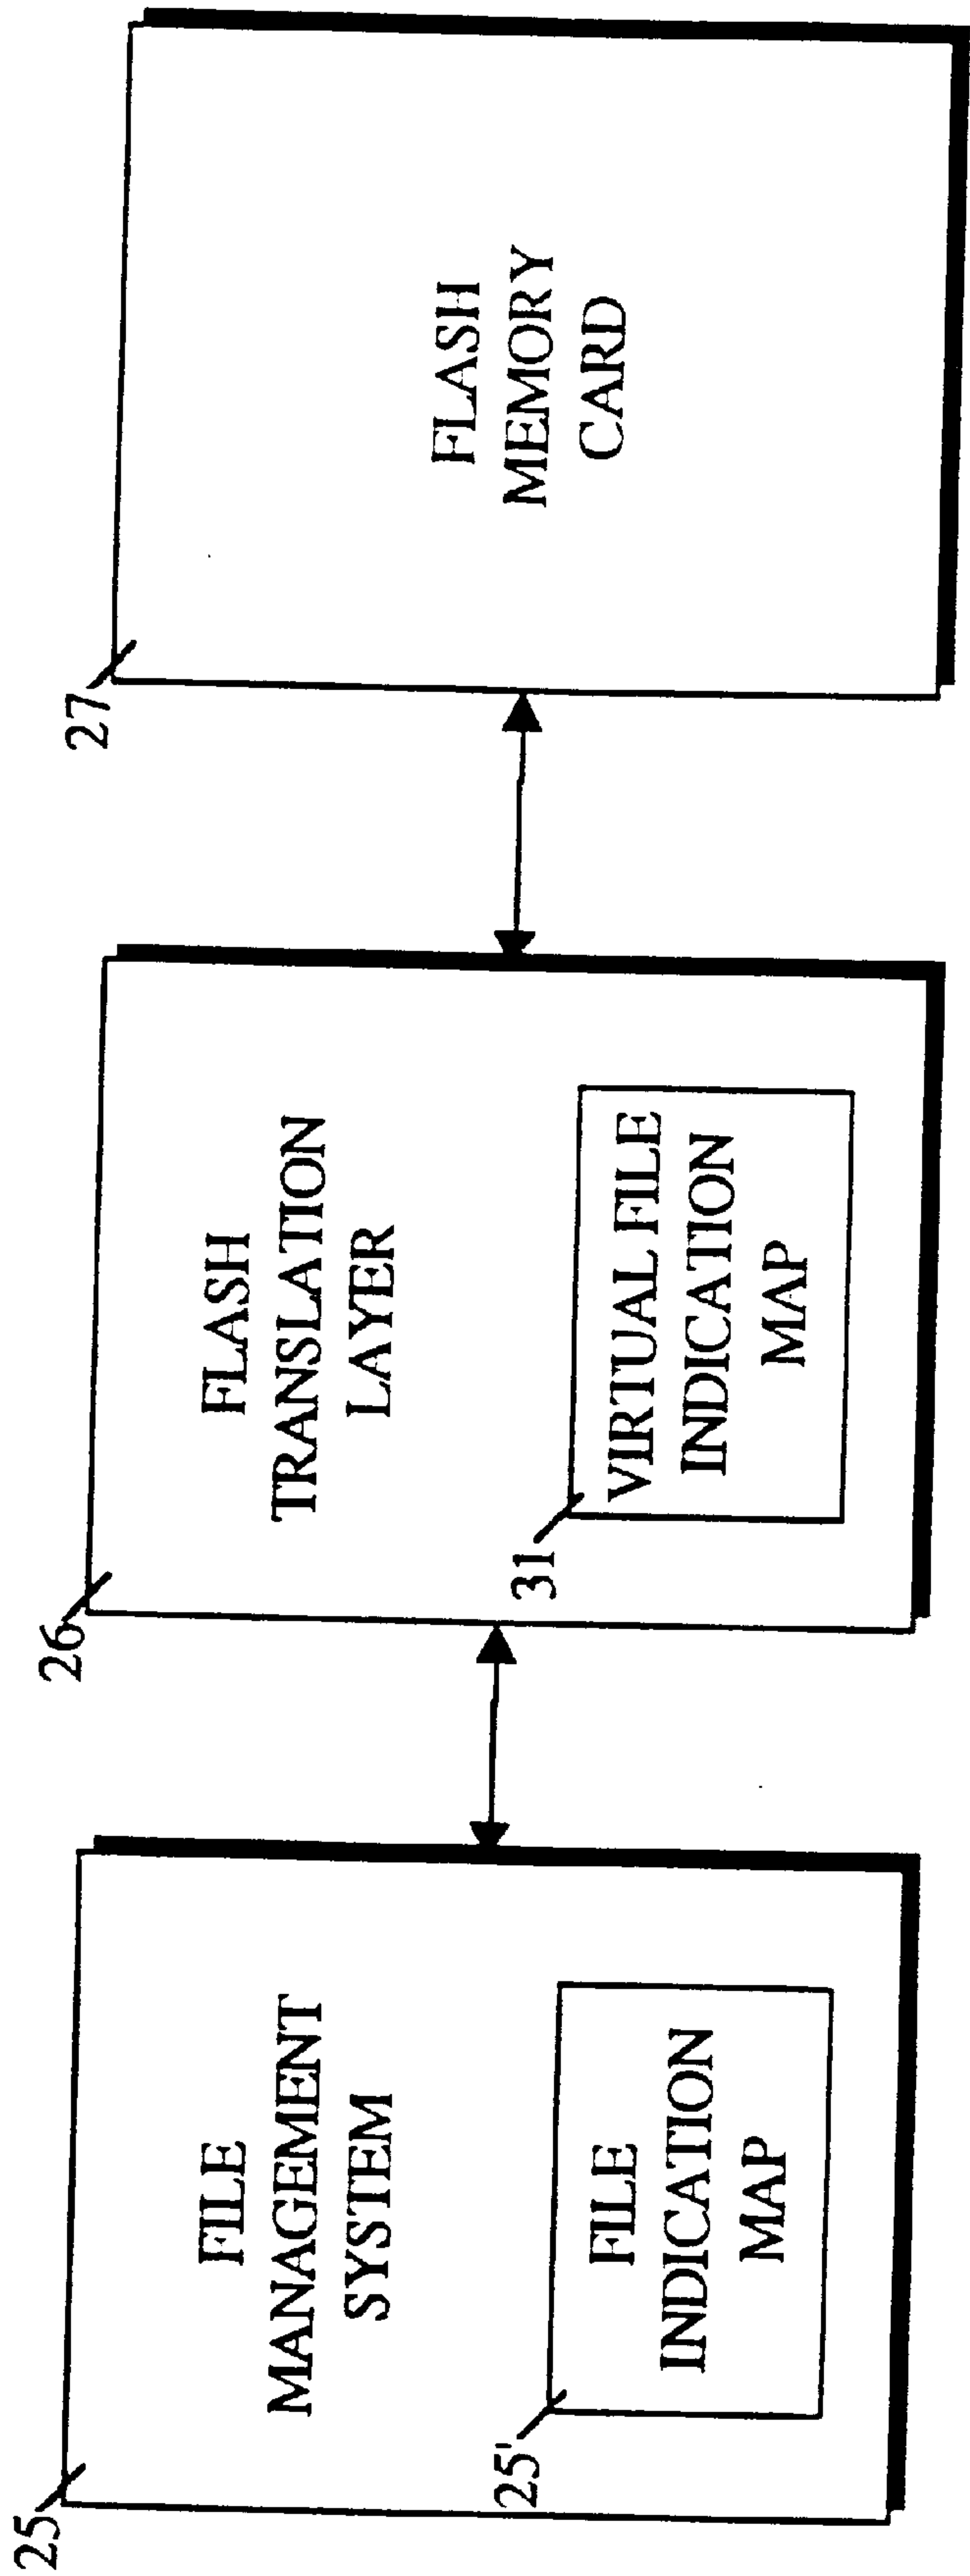 25
FILE
MANAGEMENT
SYSTEM
25'
FILE
INDICATION
MAP
26
FLASH
TRANSLATION
LAYER
31
VIRTUAL FILE
INDICATION
MAP
27
FLASH
MEMORY
CARD